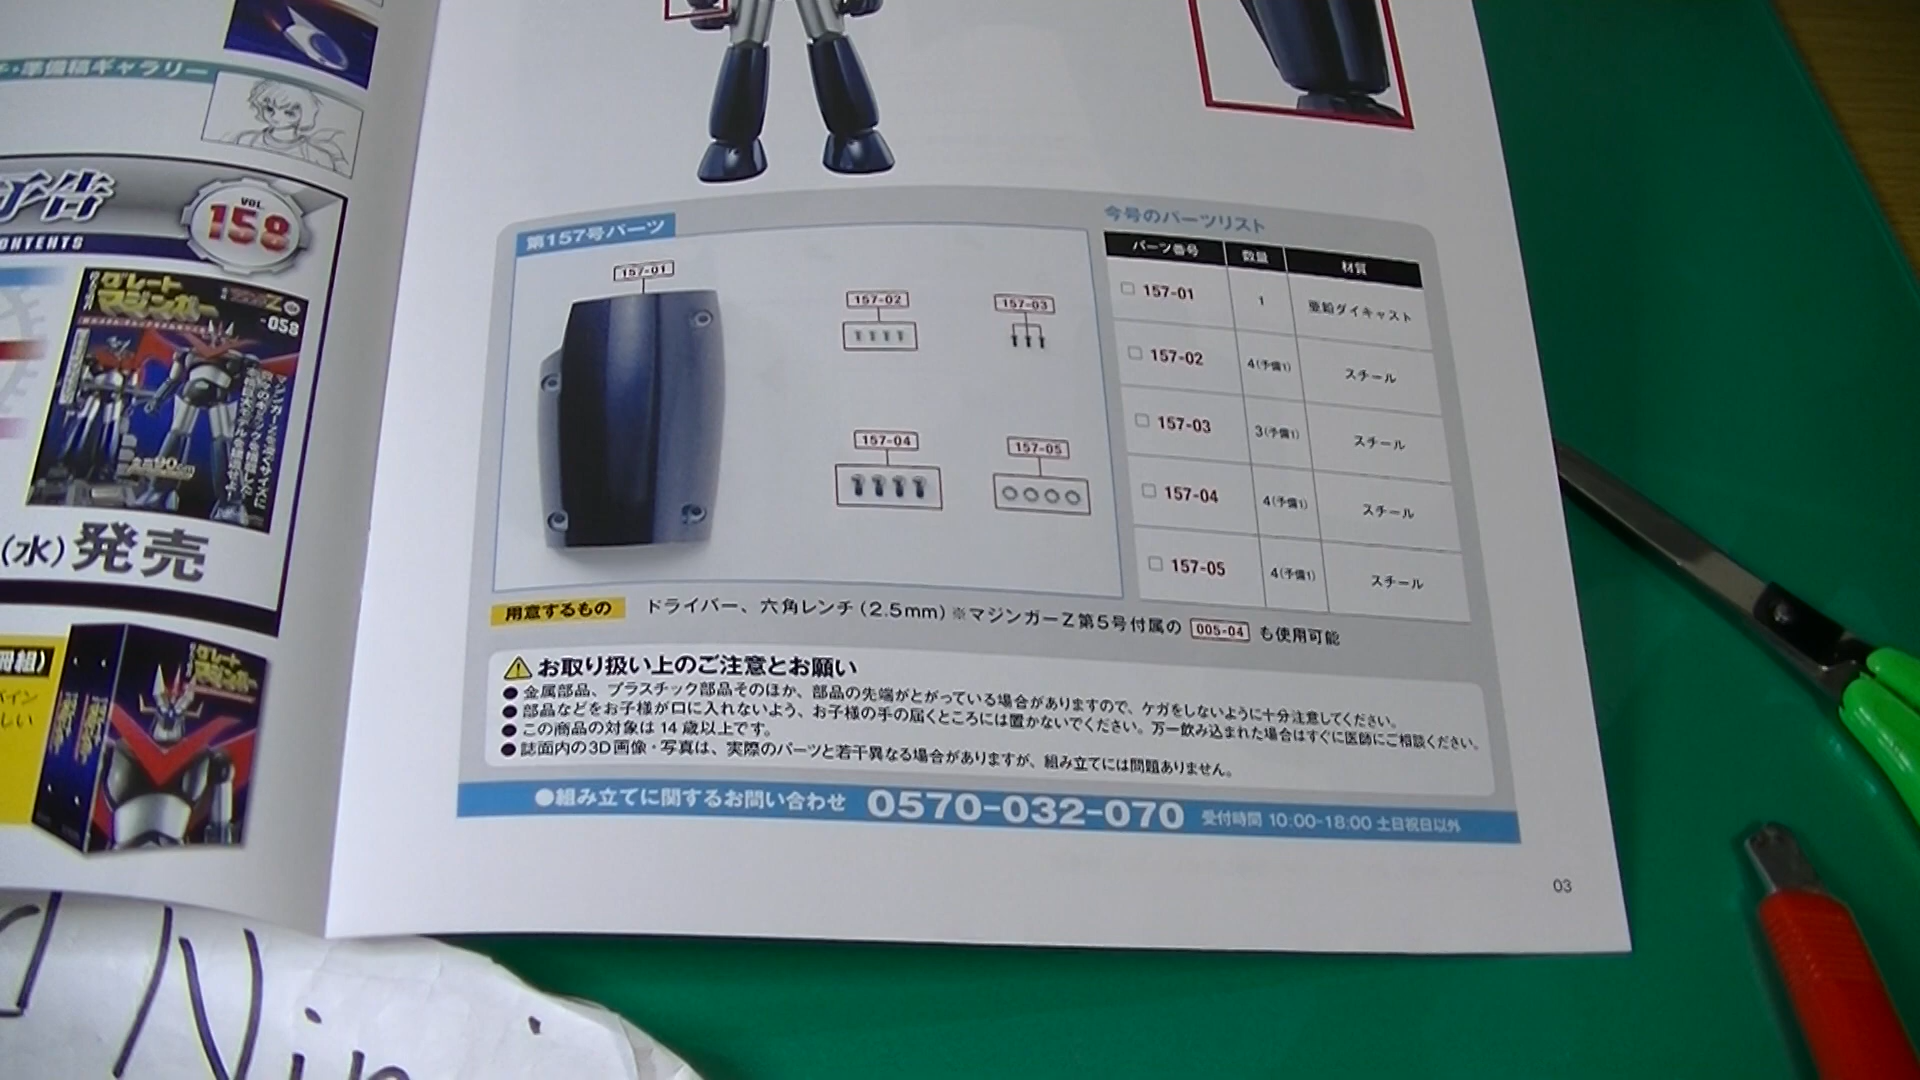 ・準備稿ギャラリー
予告
VOL.
158
CONTENTS
グレート
マジンガー
-058
(水)発売
グレート
マジンガー
第157号パーツ
157-01
157-02
157-03
157-04
157-05
今号のパーツリスト
パーツ番号 数量 材質
□ 157-01 1 亜鉛ダイキャスト
□ 157-02 4(予備1) スチール
□ 157-03 3(予備1) スチール
□ 157-04 4(予備1) スチール
□ 157-05 4(予備1) スチール
用意するもの ドライバー、六角レンチ(2.5mm)※マジンガーZ第5号付属の 005-04 も使用可能
お取り扱い上のご注意とお願い
●金属部品、プラスチック部品そのほか、部品の先端がとがっている場合がありますので、ケガをしないように十分注意してください。
●部品などをお子様が口に入れないよう、お子様の手の届くところには置かないでください。万一飲み込まれた場合はすぐに医師にご相談ください。
●この商品の対象は14歳以上です。
●誌面内の3D画像・写真は、実際のパーツと若干異なる場合がありますが、組み立てには問題ありません。
●組み立てに関するお問い合わせ 0570-032-070 受付時間 10:00-18:00 土日祝日以外
03